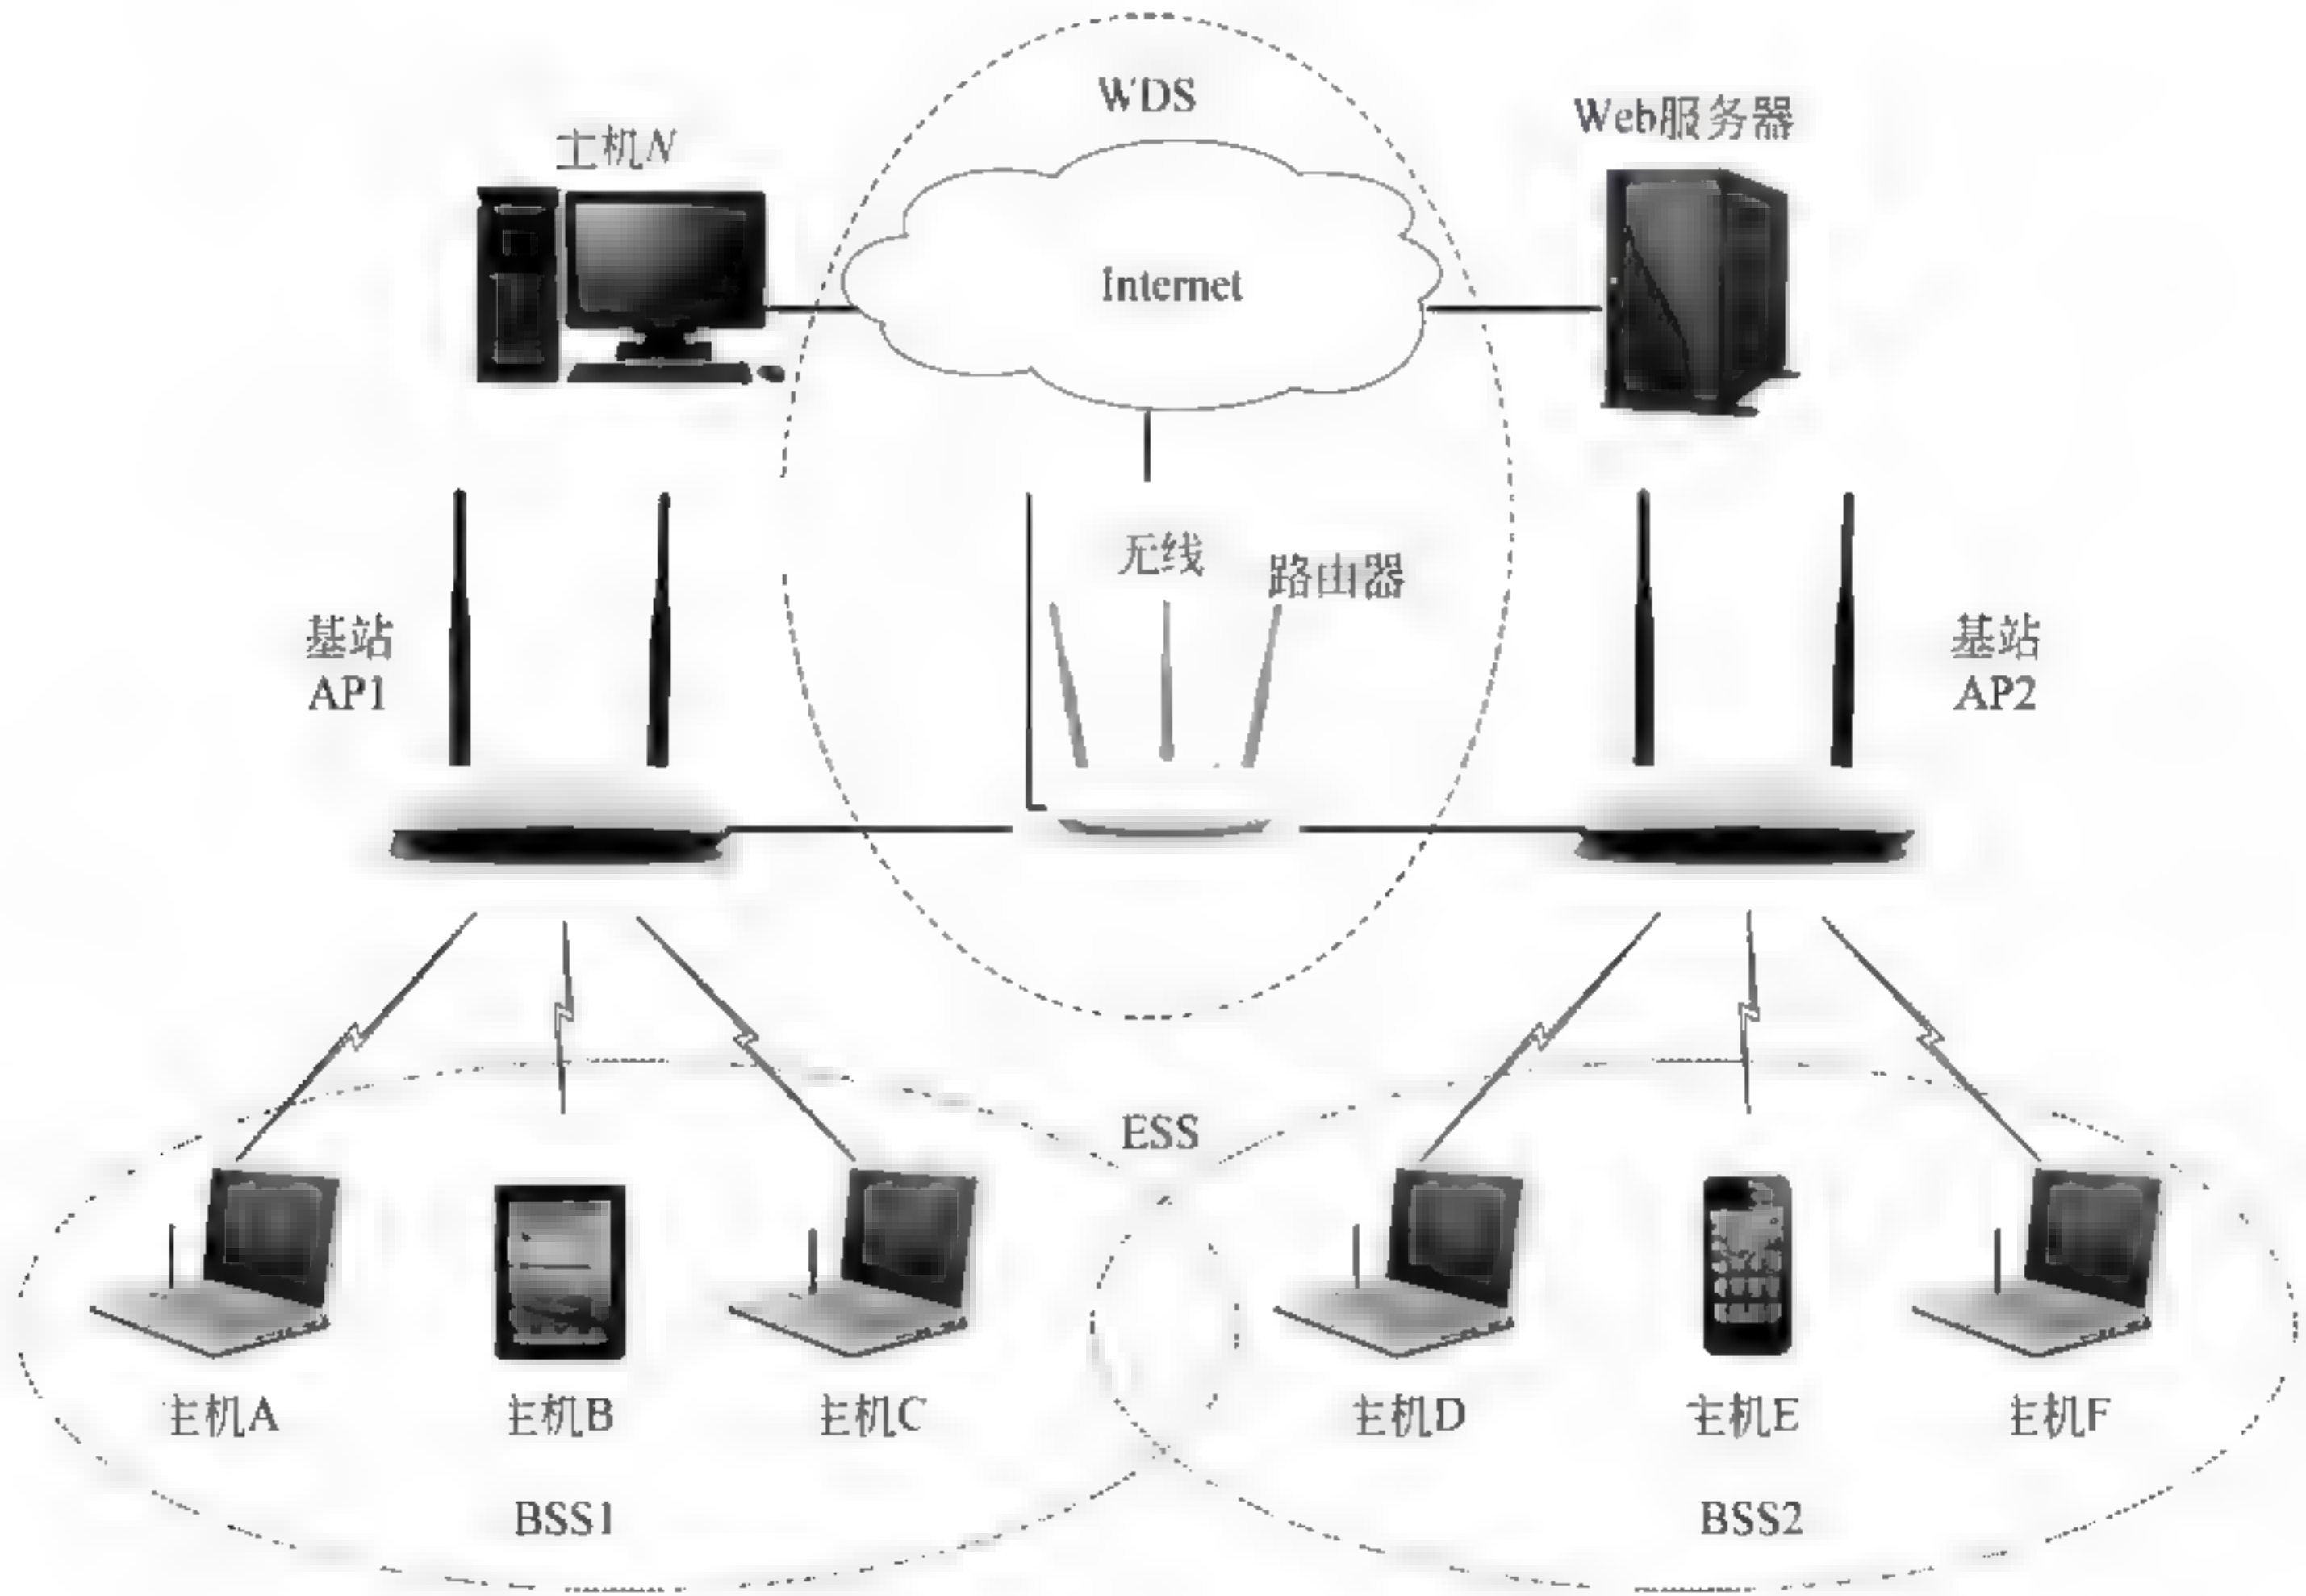 WDS
Web服务器
主机N
Internet
无线
路由器
基站
AP1
基站
AP2
ESS
主机A
主机B
主机C
主机D
主机E
主机F
BSS1
BSS2